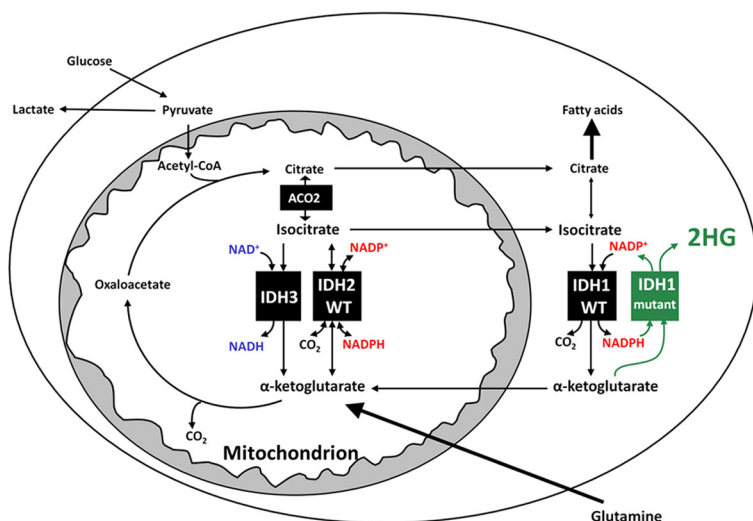 Glucose
Lactate
Pyruvate
Fatty acids
Acetyl-CoA
Citrate
Citrate
ACO2
Isocitrate
Isocitrate
2HG
NAD⁺
NADP⁺
NADP⁺
Oxaloacetate
IDH3
IDH2
WT
IDH1
WT
IDH1
mutant
NADH
CO₂
NADPH
CO₂
NADPH
α-ketoglutarate
α-ketoglutarate
CO₂
Mitochondrion
Glutamine